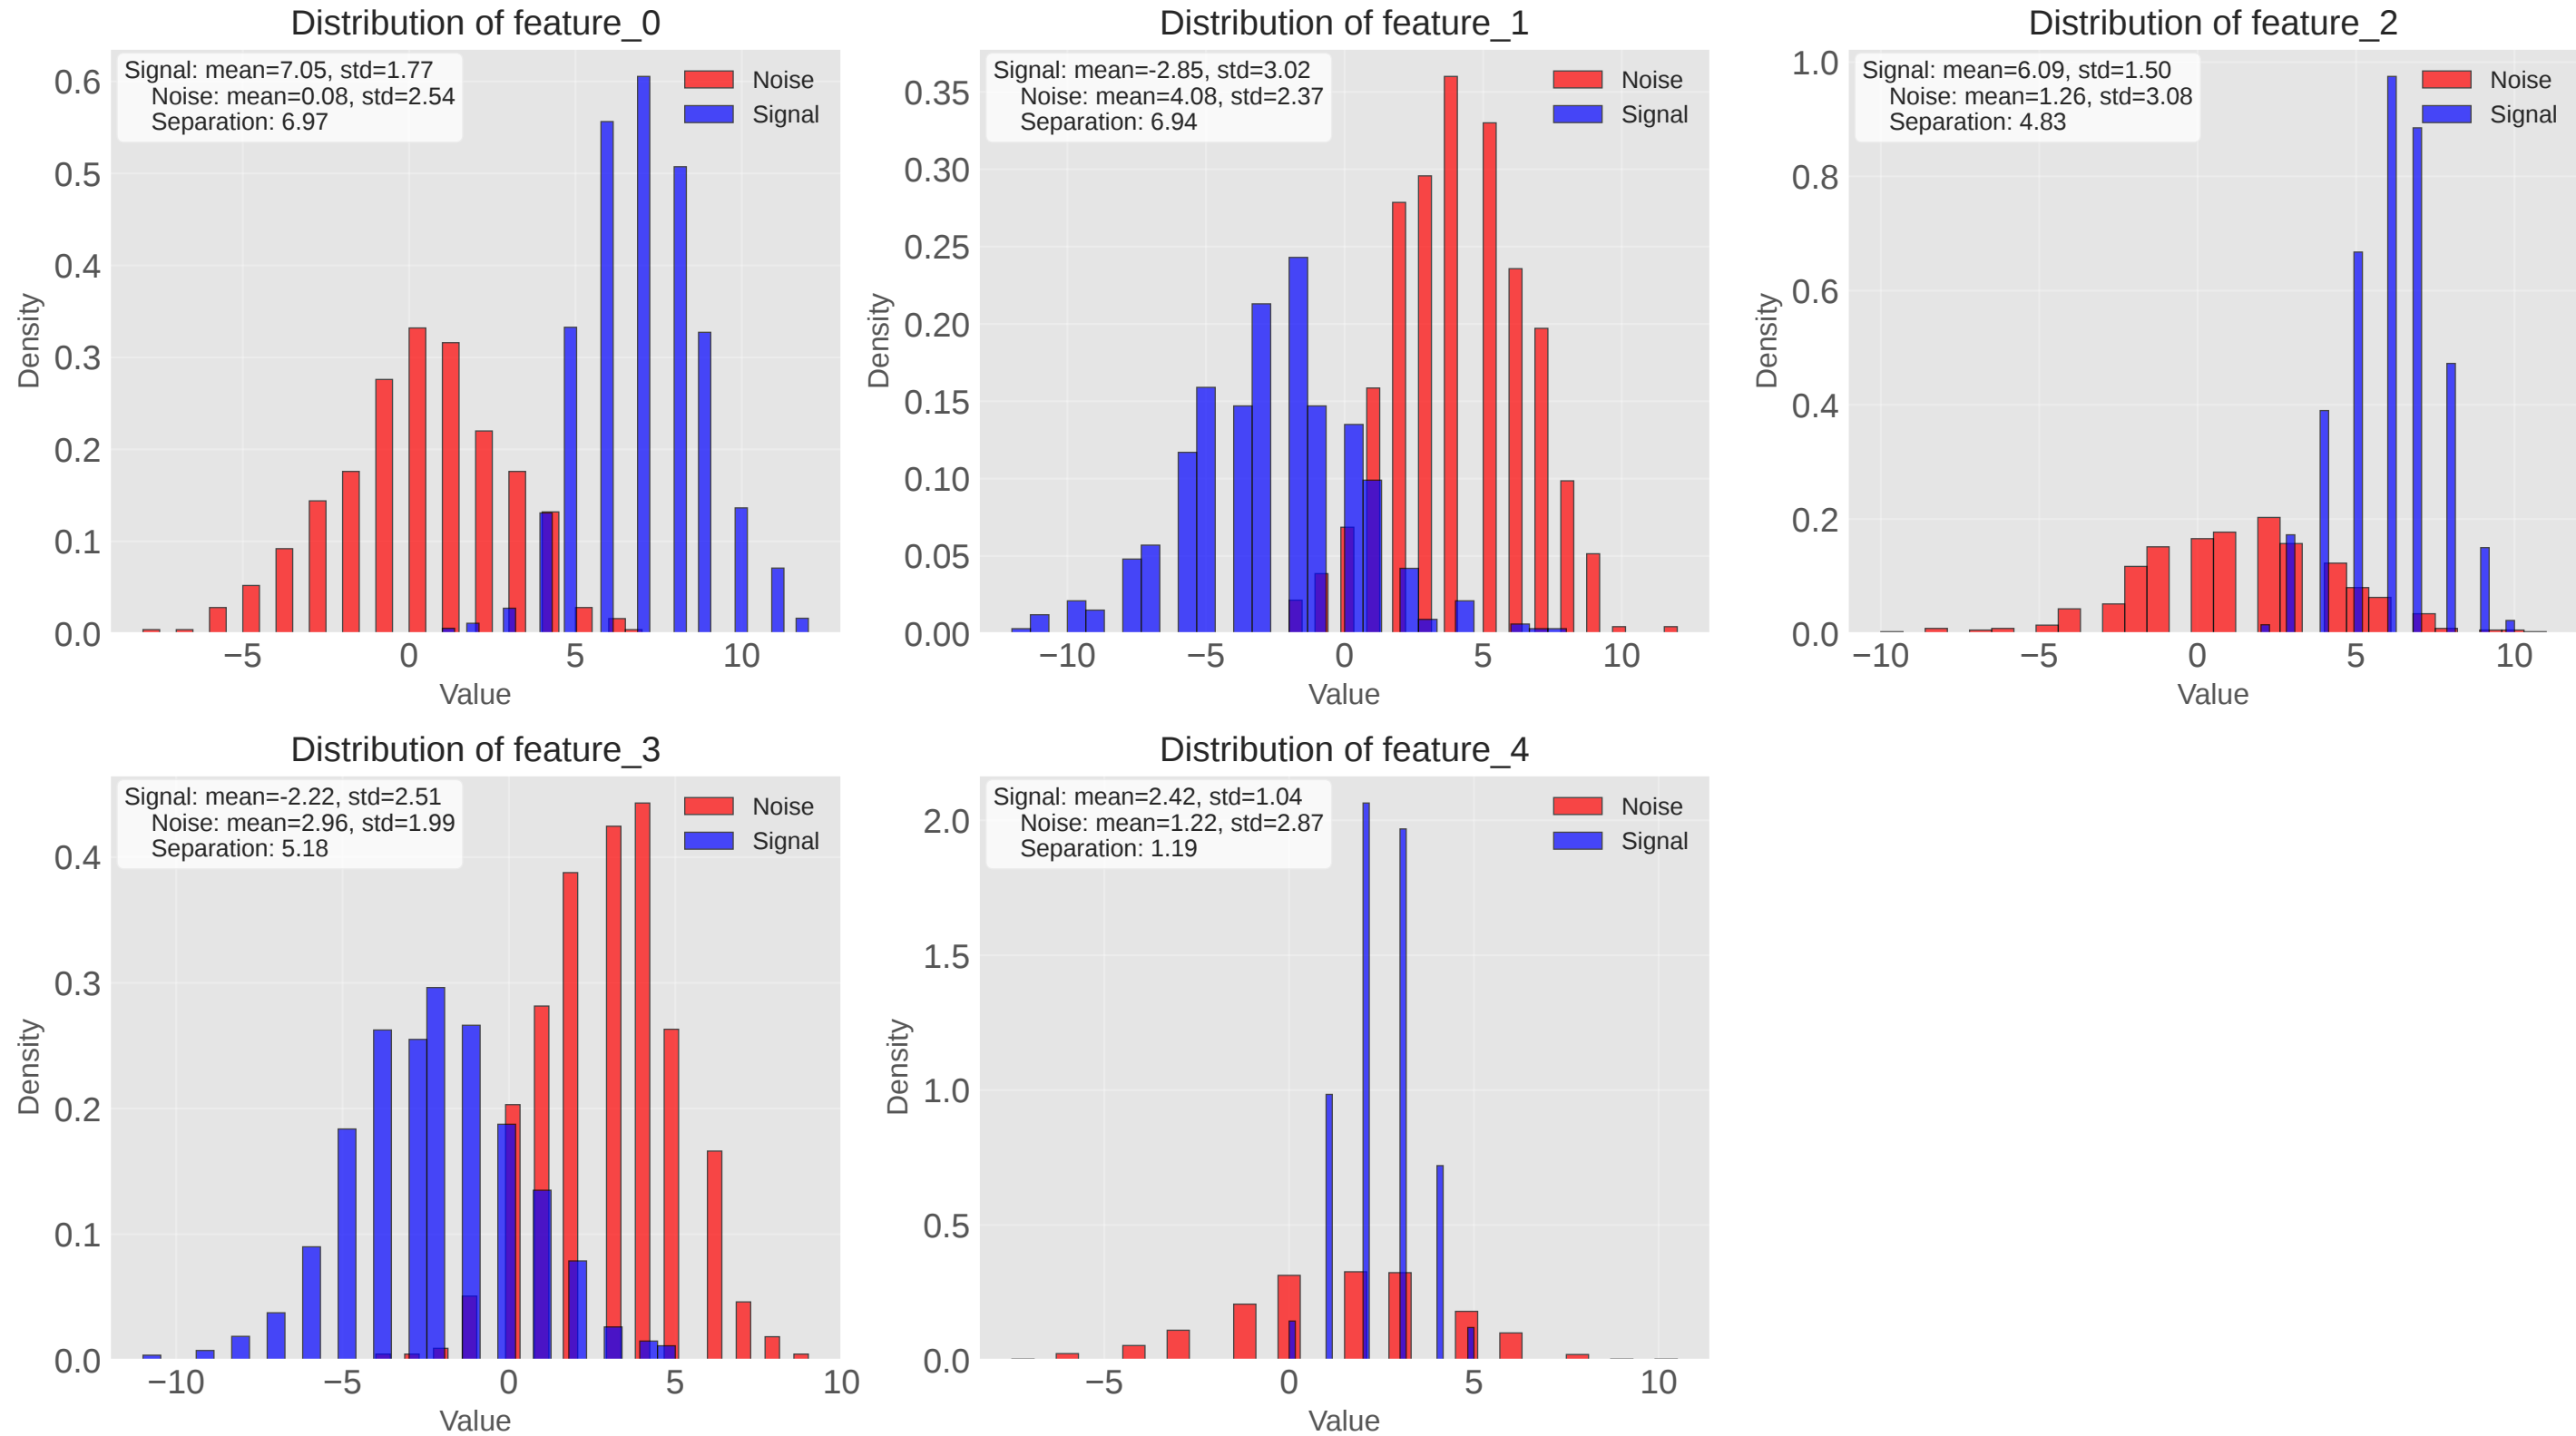 Distribution of feature_0
Signal: mean=7.05, std=1.77
Noise: mean=0.08, std=2.54
Separation: 6.97
Noise
Signal
0.6
0.5
0.4
0.3
0.2
0.1
0.0
Density
−5 0 5 10
Value
Distribution of feature_1
Signal: mean=-2.85, std=3.02
Noise: mean=4.08, std=2.37
Separation: 6.94
Noise
Signal
0.35
0.30
0.25
0.20
0.15
0.10
0.05
0.00
Density
−10 −5 0 5 10
Value
Distribution of feature_2
Signal: mean=6.09, std=1.50
Noise: mean=1.26, std=3.08
Separation: 4.83
Noise
Signal
1.0
0.8
0.6
0.4
0.2
0.0
Density
−10 −5 0 5 10
Value
Distribution of feature_3
Signal: mean=-2.22, std=2.51
Noise: mean=2.96, std=1.99
Separation: 5.18
Noise
Signal
0.4
0.3
0.2
0.1
0.0
Density
−10 −5 0 5 10
Value
Distribution of feature_4
Signal: mean=2.42, std=1.04
Noise: mean=1.22, std=2.87
Separation: 1.19
Noise
Signal
2.0
1.5
1.0
0.5
0.0
Density
−5 0 5 10
Value